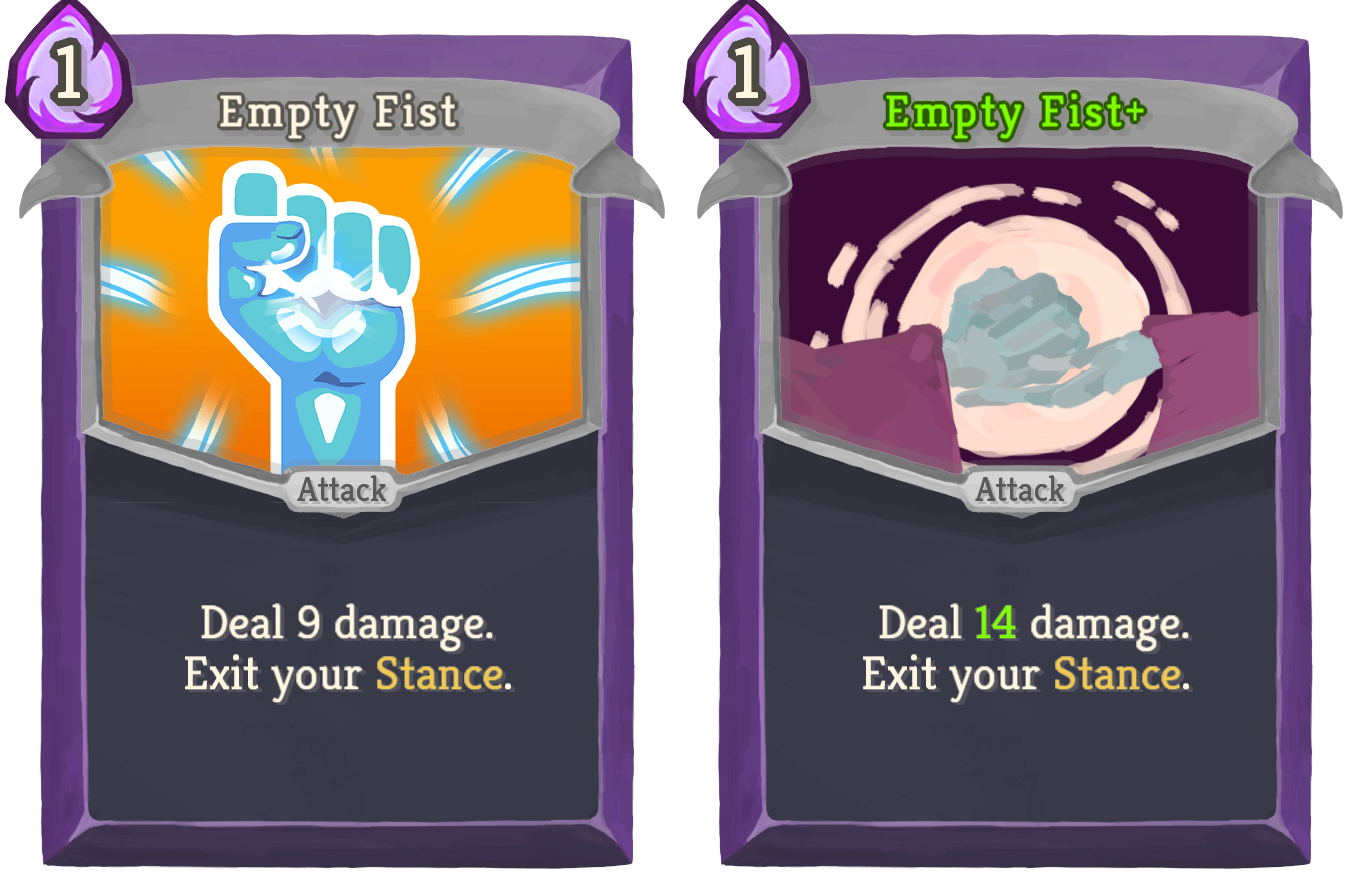 1
Empty Fist
Attack
Deal 9 damage.
Exit your Stance.
1
Empty Fist+
Attack
Deal 14 damage.
Exit your Stance.